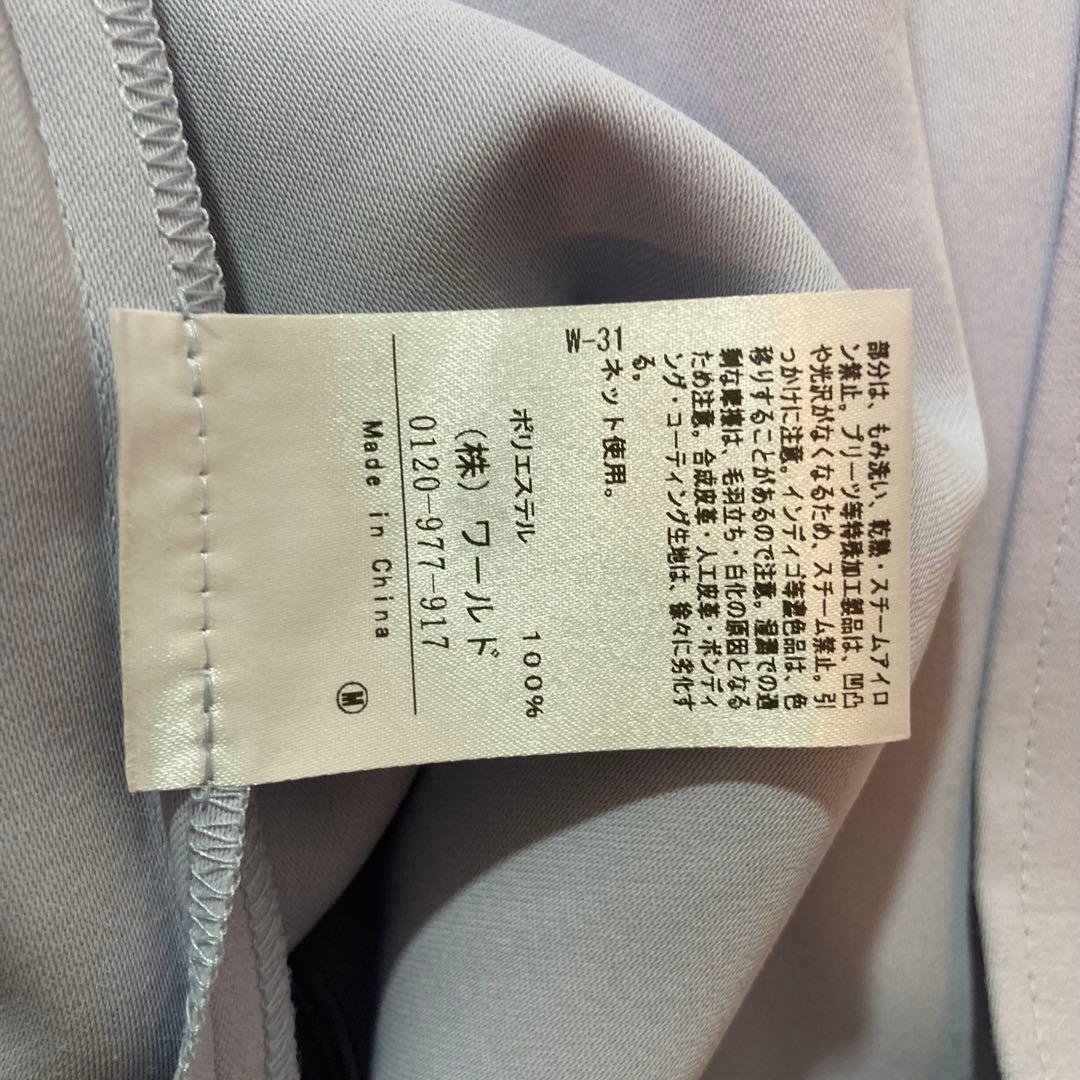 部分は、もみ洗い、乾熱・スチームアイロ
ン禁止。プリーツ等特殊加工製品は、凹凸
や光沢がなくなるため、スチーム禁止。引
っかけに注意。インディゴ等濃色品は、色
移りすることがあるので注意。湿潤での過
剰な摩擦は、毛羽立ち・白化の原因となる
ため注意。合成皮革・人工皮革・ボンディ
ング・コーティング生地は、徐々に劣化す
る。
ネット使用。
W-31
ポリエステル 100%
(株) ワールド
0120-977-917
Made in China
M